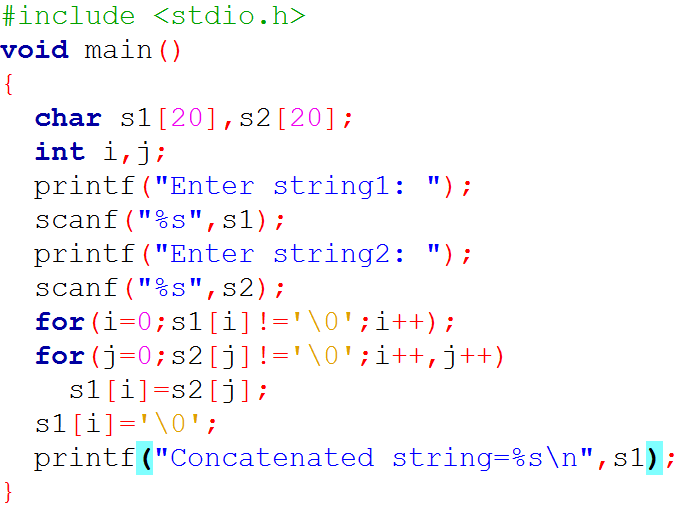 #include <stdio.h>
void main()
{
  char s1[20],s2[20];
  int i,j;
  printf("Enter string1: ");
  scanf("%s",s1);
  printf("Enter string2: ");
  scanf("%s",s2);
  for(i=0;s1[i]!='\0';i++);
  for(j=0;s2[j]!='\0';i++,j++)
    s1[i]=s2[j];
  s1[i]='\0';
  printf("Concatenated string=%s\n",s1);
}